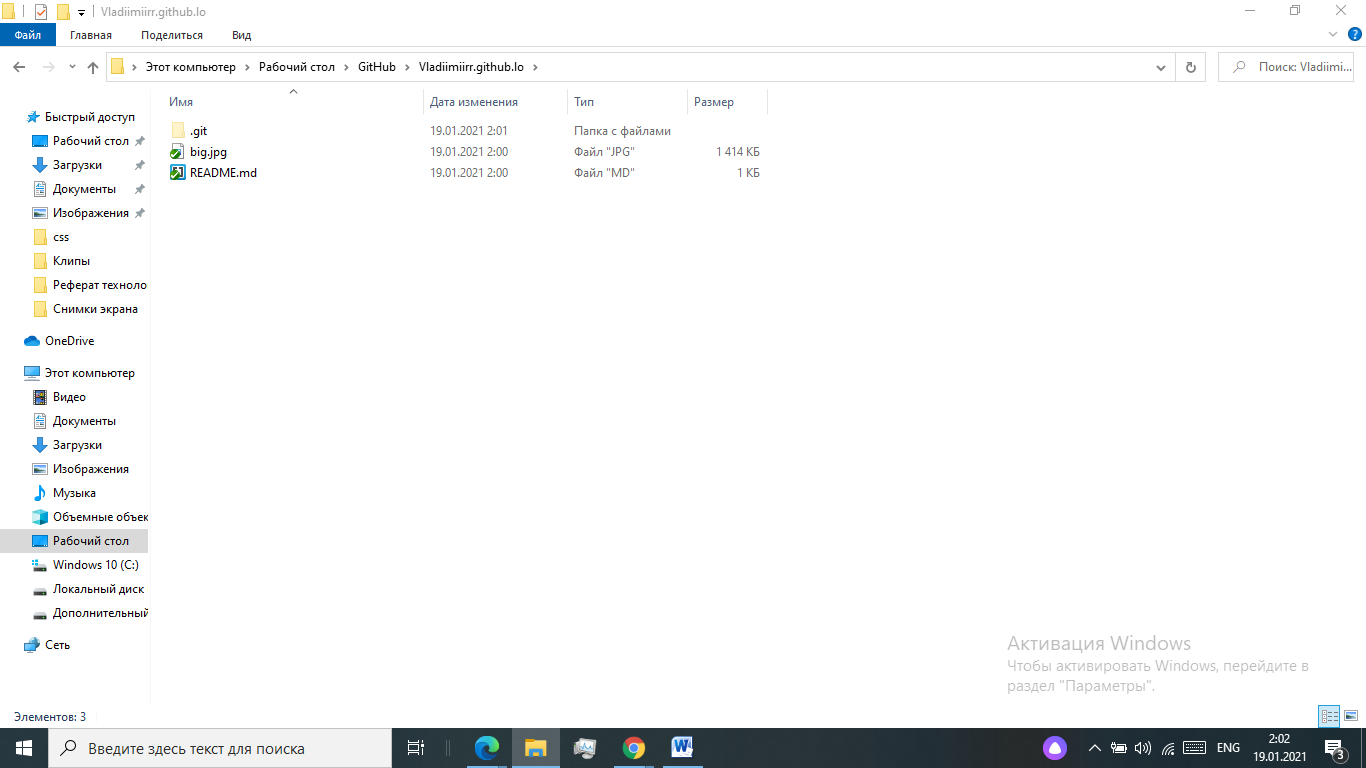 Vladiimiirr.github.lo
Файл Главная Поделиться Вид
Этот компьютер Рабочий стол GitHub Vladiimiirr.github.lo
Поиск: Vladiimi...
Имя Дата изменения Тип Размер
.git 19.01.2021 2:01 Папка с файлами
big.jpg 19.01.2021 2:00 Файл "JPG" 1 414 КБ
README.md 19.01.2021 2:00 Файл "MD" 1 КБ
Быстрый доступ
Рабочий стол
Загрузки
Документы
Изображения
css
Клипы
Реферат техноло
Снимки экрана
OneDrive
Этот компьютер
Видео
Документы
Загрузки
Изображения
Музыка
Объемные объек
Рабочий стол
Windows 10 (C:)
Локальный диск
Дополнительный
Сеть
Активация Windows
Чтобы активировать Windows, перейдите в
раздел "Параметры".
Элементов: 3
Введите здесь текст для поиска
ENG
2:02
19.01.2021
3